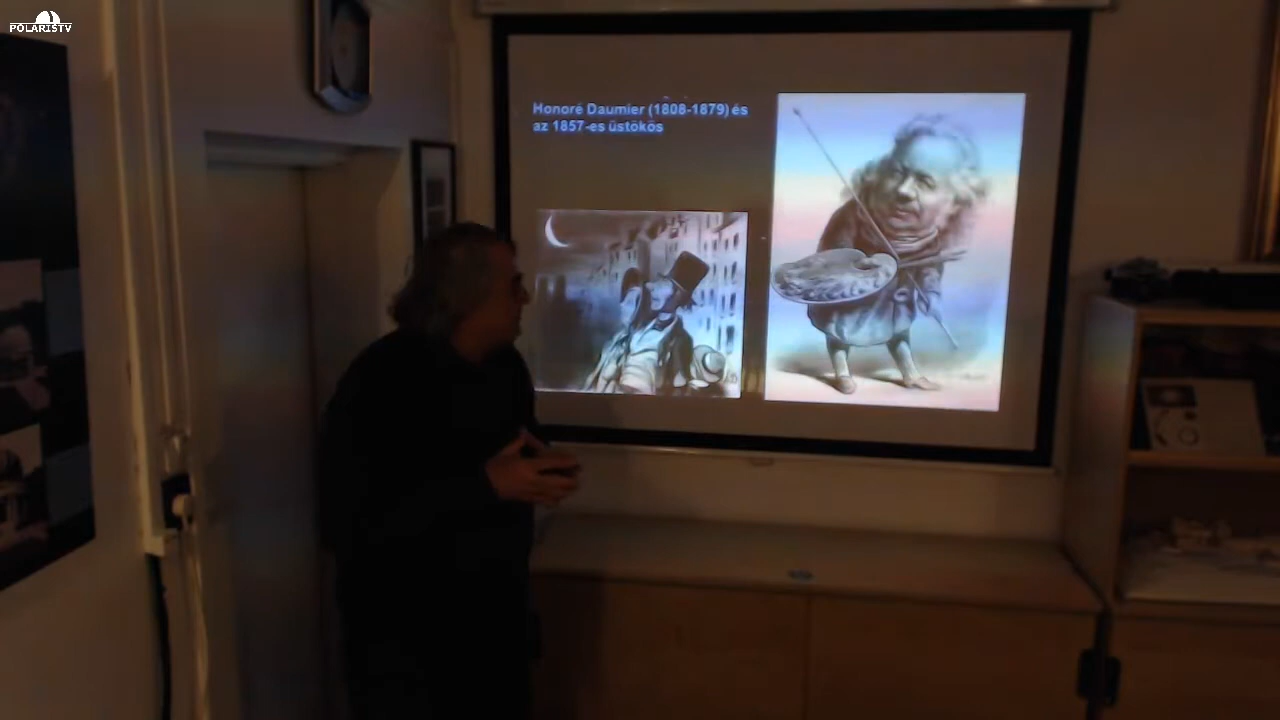 POLARISTV
Honoré Daumier (1808-1879) és
az 1857-es üstökös